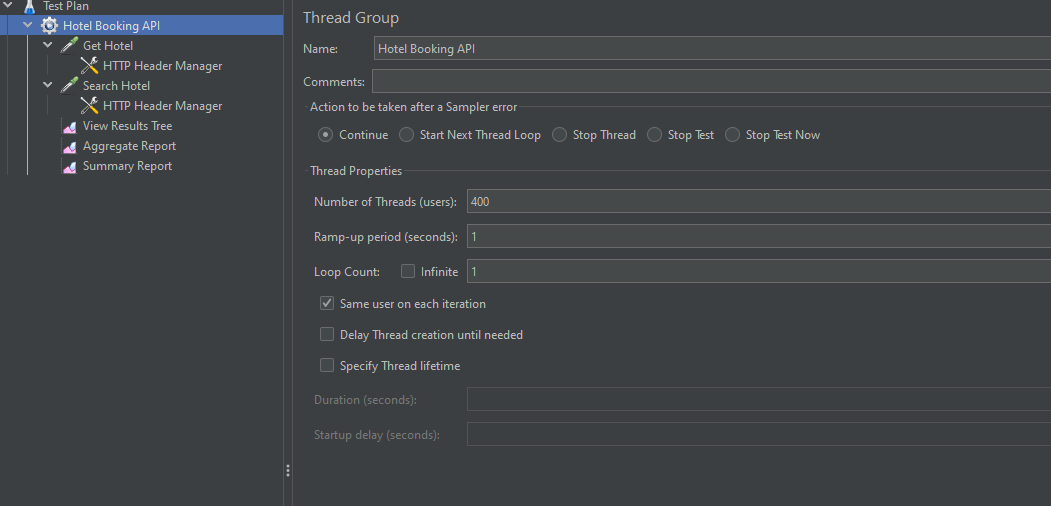 Test Plan
Hotel Booking API
Get Hotel
HTTP Header Manager
Search Hotel
HTTP Header Manager
View Results Tree
Aggregate Report
Summary Report
Thread Group
Name: Hotel Booking API
Comments:
Action to be taken after a Sampler error
Continue Start Next Thread Loop Stop Thread Stop Test Stop Test Now
Thread Properties
Number of Threads (users): 400
Ramp-up period (seconds): 1
Loop Count: Infinite 1
Same user on each iteration
Delay Thread creation until needed
Specify Thread lifetime
Duration (seconds):
Startup delay (seconds):